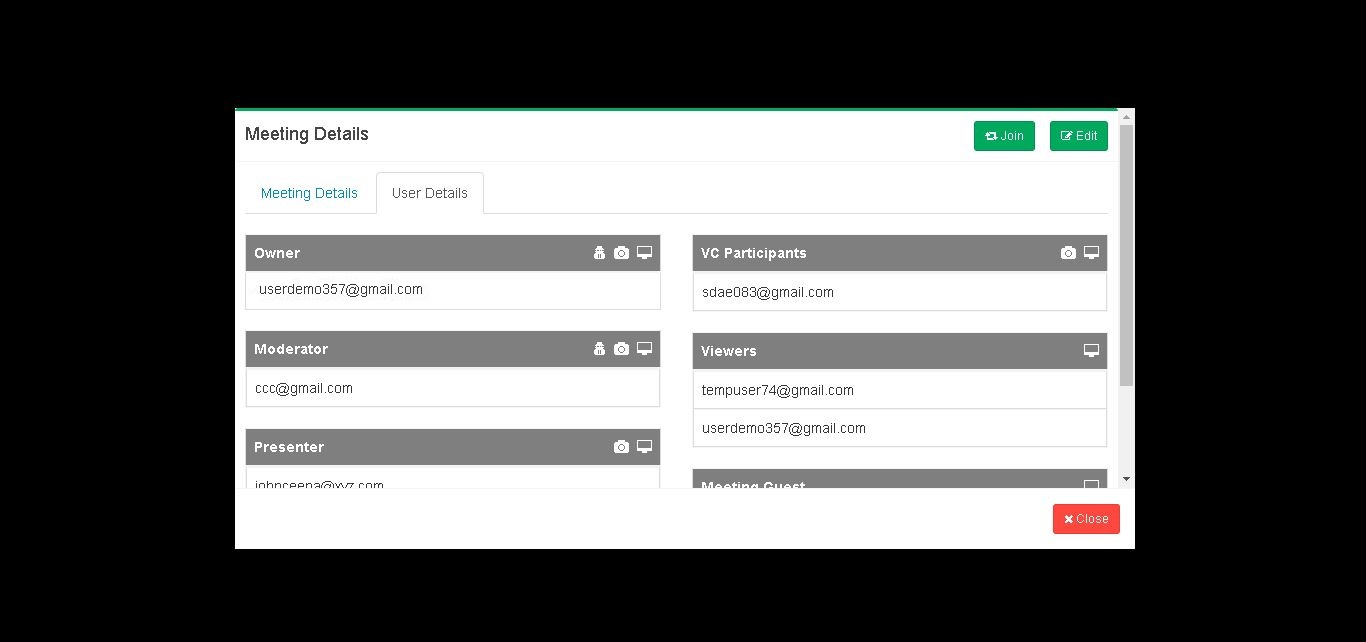 Meeting Details
Join
Edit
Meeting Details
User Details
Owner
userdemo357@gmail.com
Moderator
ccc@gmail.com
Presenter
johnceena@xyz.com
VC Participants
sdae083@gmail.com
Viewers
tempuser74@gmail.com
userdemo357@gmail.com
Meeting Guest
Close